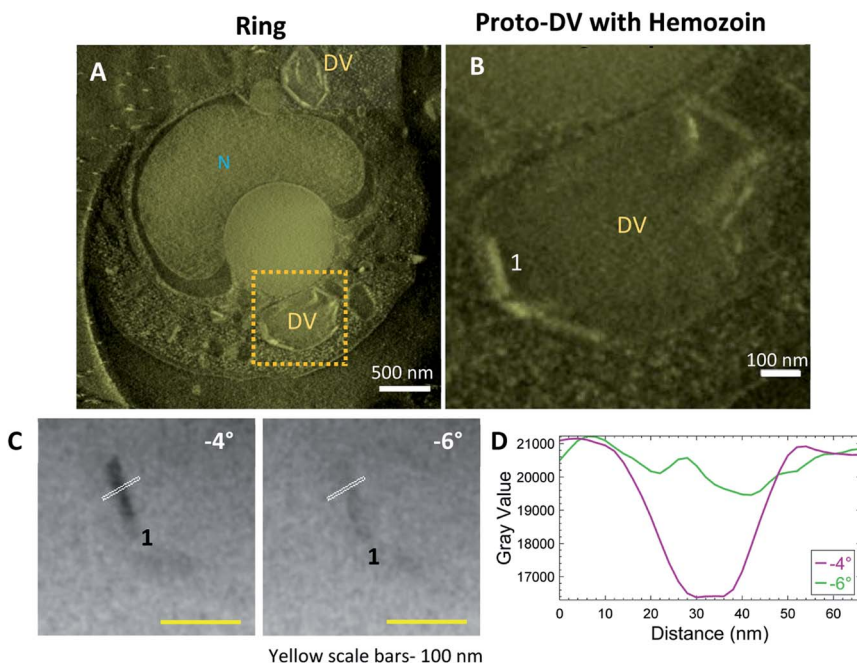 Ring
Proto-DV with Hemozoin
A
DV
N
DV
500 nm
B
DV
1
100 nm
C
-4°
1
-6°
1
Yellow scale bars- 100 nm
D
Gray Value
21000
20000
19000
18000
17000
0 10 20 30 40 50 60
Distance (nm)
-4°
-6°